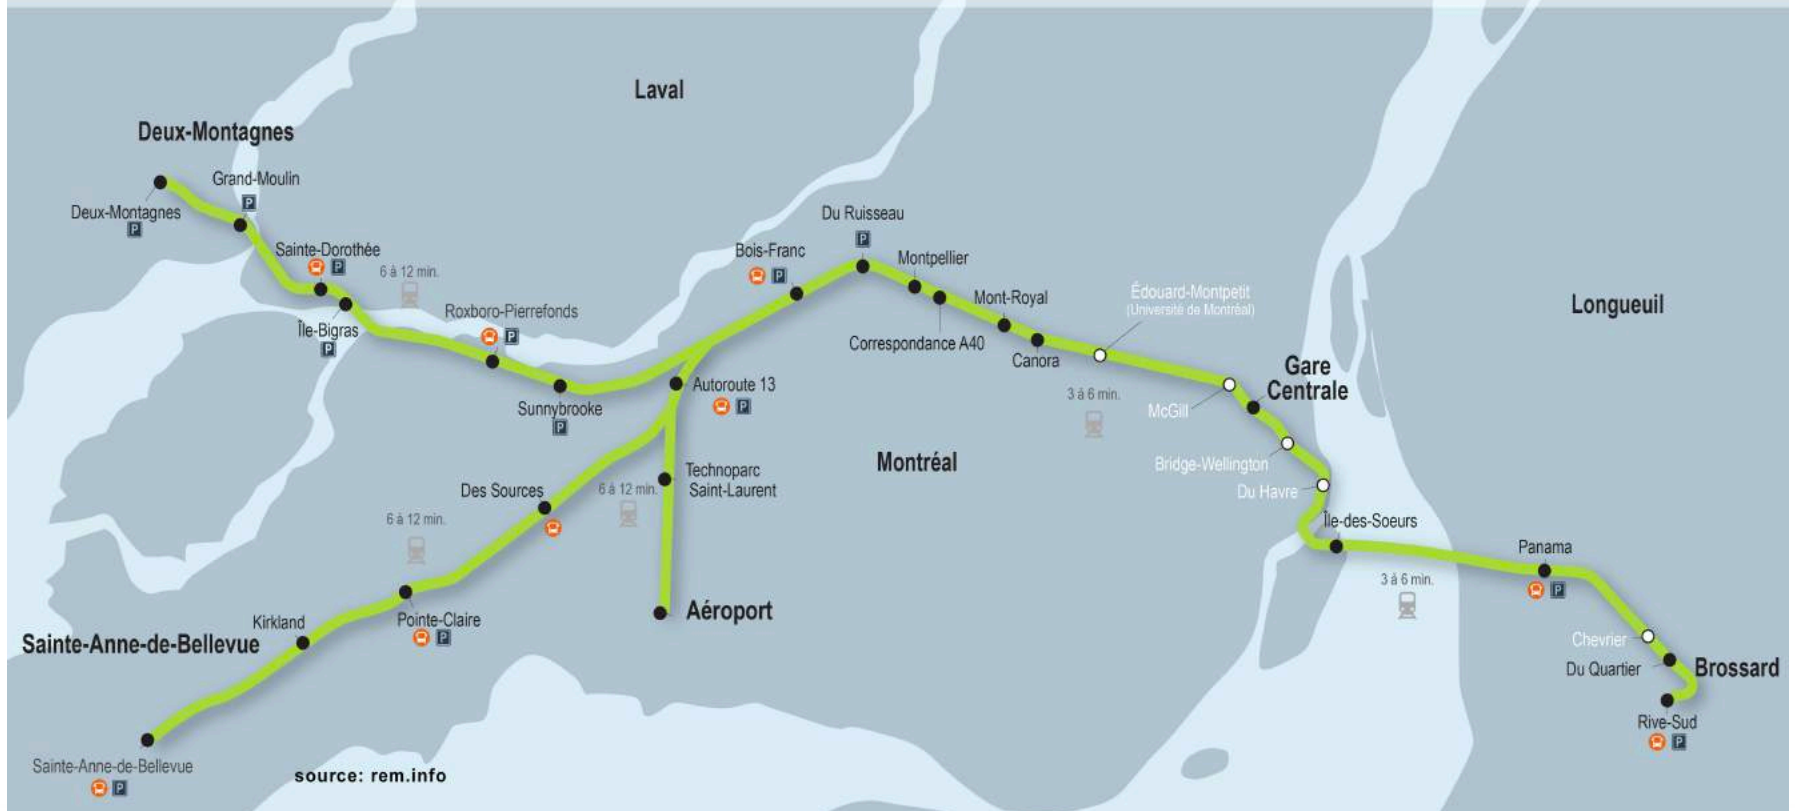 Laval
Deux-Montagnes
Grand-Moulin
P
Deux-Montagnes
P
Sainte-Dorothée
P
6 à 12 min.
Île-Bigras
P
Roxboro-Pierrefonds
P
Sunnybrooke
P
Bois-Franc
P
Du Ruisseau
P
Montpellier
Correspondance A40
Mont-Royal
Canora
Édouard-Montpetit
(Université de Montréal)
Longueuil
3 à 6 min.
McGill
Gare
Centrale
Autoroute 13
P
Montréal
Bridge-Wellington
Du Havre
Technoparc
Saint-Laurent
6 à 12 min.
Des Sources
6 à 12 min.
Île-des-Soeurs
Panama
P
3 à 6 min.
Aéroport
Pointe-Claire
P
Kirkland
Sainte-Anne-de-Bellevue
Chevrier
Du Quartier
Brossard
Rive-Sud
P
Sainte-Anne-de-Bellevue
P
source: rem.info